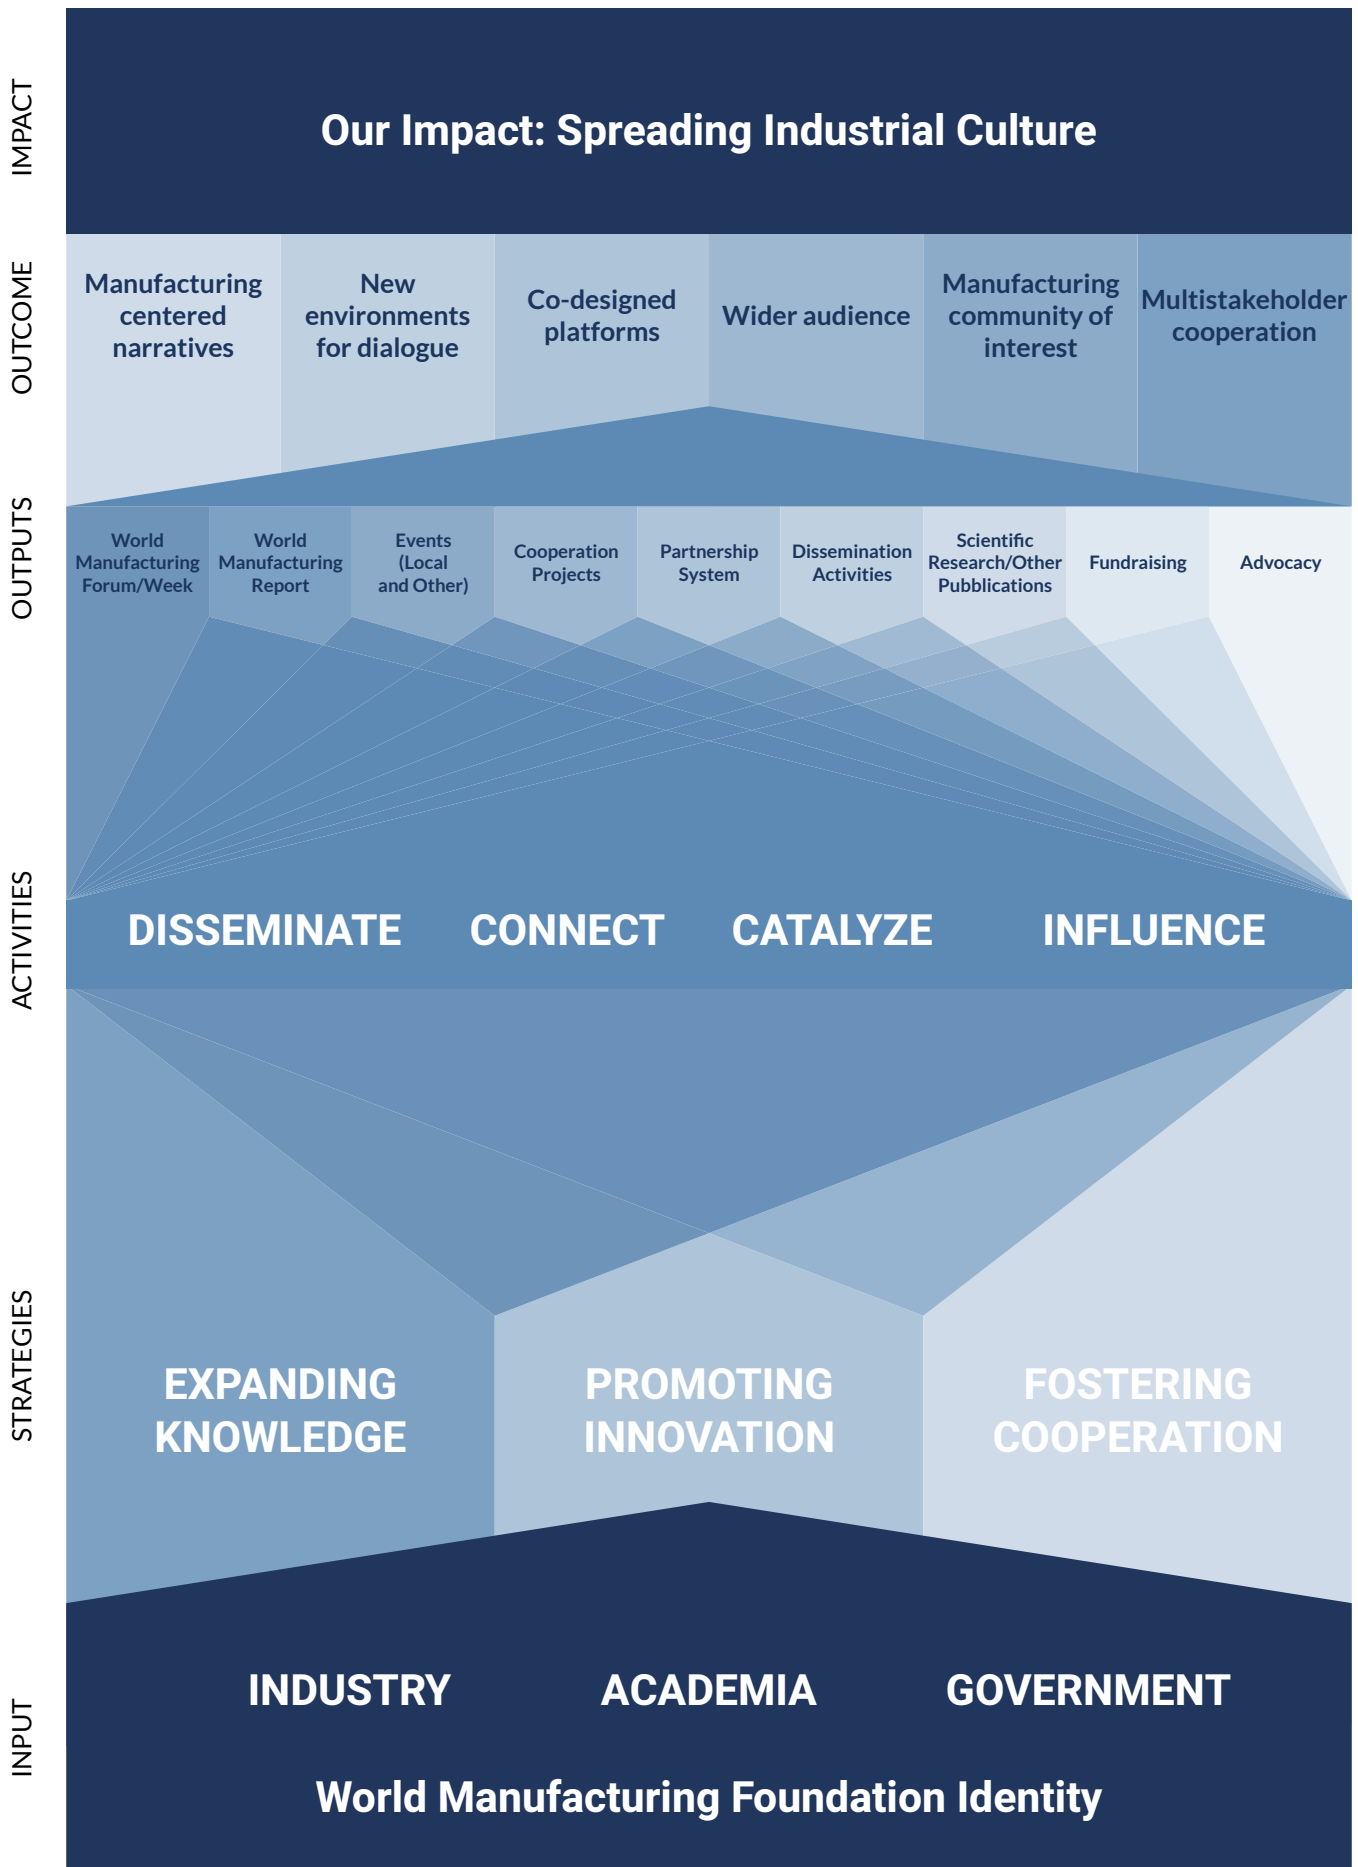 IMPACT
Our Impact: Spreading Industrial Culture
OUTCOME
Manufacturing
centered
narratives
New
environments
for dialogue
Co-designed
platforms
Wider audience
Manufacturing
community of
interest
Multistakeholder
cooperation
OUTPUTS
World
Manufacturing
Forum/Week
World
Manufacturing
Report
Events
(Local
and Other)
Cooperation
Projects
Partnership
System
Dissemination
Activities
Scientific
Research/Other
Pubblications
Fundraising
Advocacy
ACTIVITIES
DISSEMINATE
CONNECT
CATALYZE
INFLUENCE
STRATEGIES
EXPANDING
KNOWLEDGE
PROMOTING
INNOVATION
FOSTERING
COOPERATION
INPUT
INDUSTRY
ACADEMIA
GOVERNMENT
World Manufacturing Foundation Identity